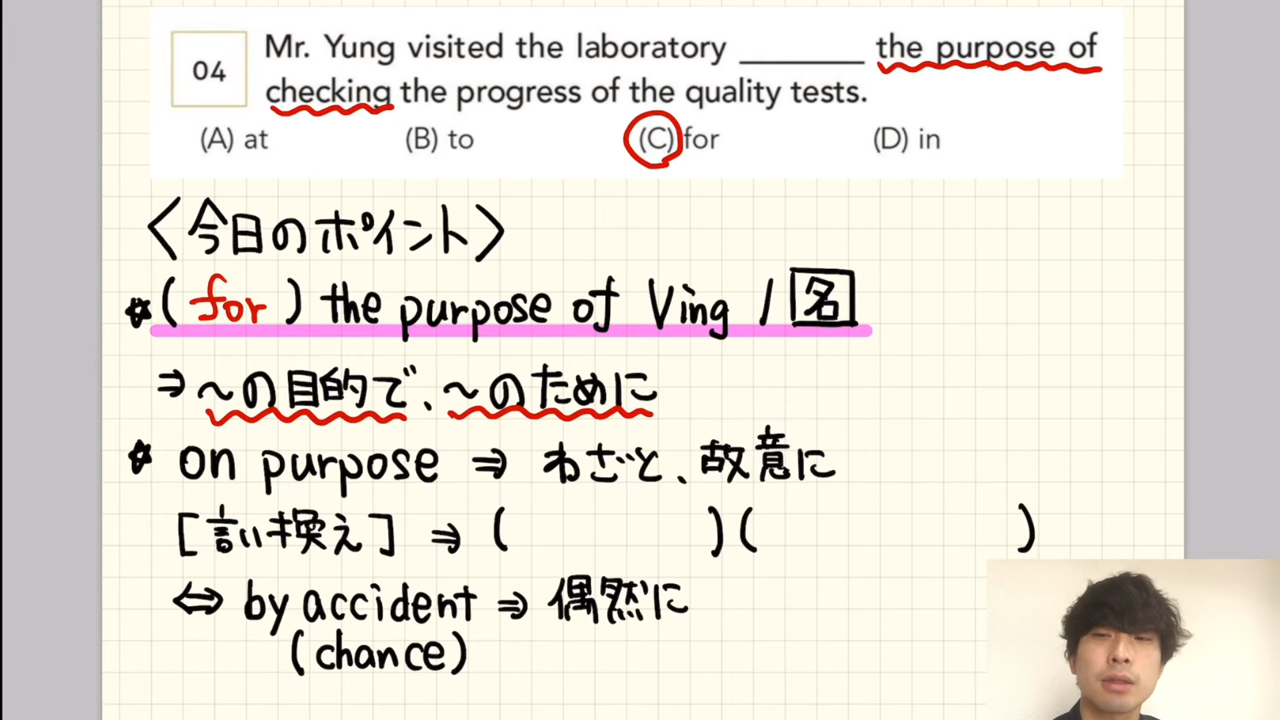 04
Mr. Yung visited the laboratory ________ the purpose of
checking the progress of the quality tests.
(A) at (B) to (C) for (D) in
〈今日のポイント〉
☆(for) the purpose of Ving / 名
⇒ 〜の目的で、〜のために
☆ on purpose ⇒ わざと、故意に
[言い換え] ⇒ ( )( )
⇔ by accident ⇒ 偶然に
(chance)